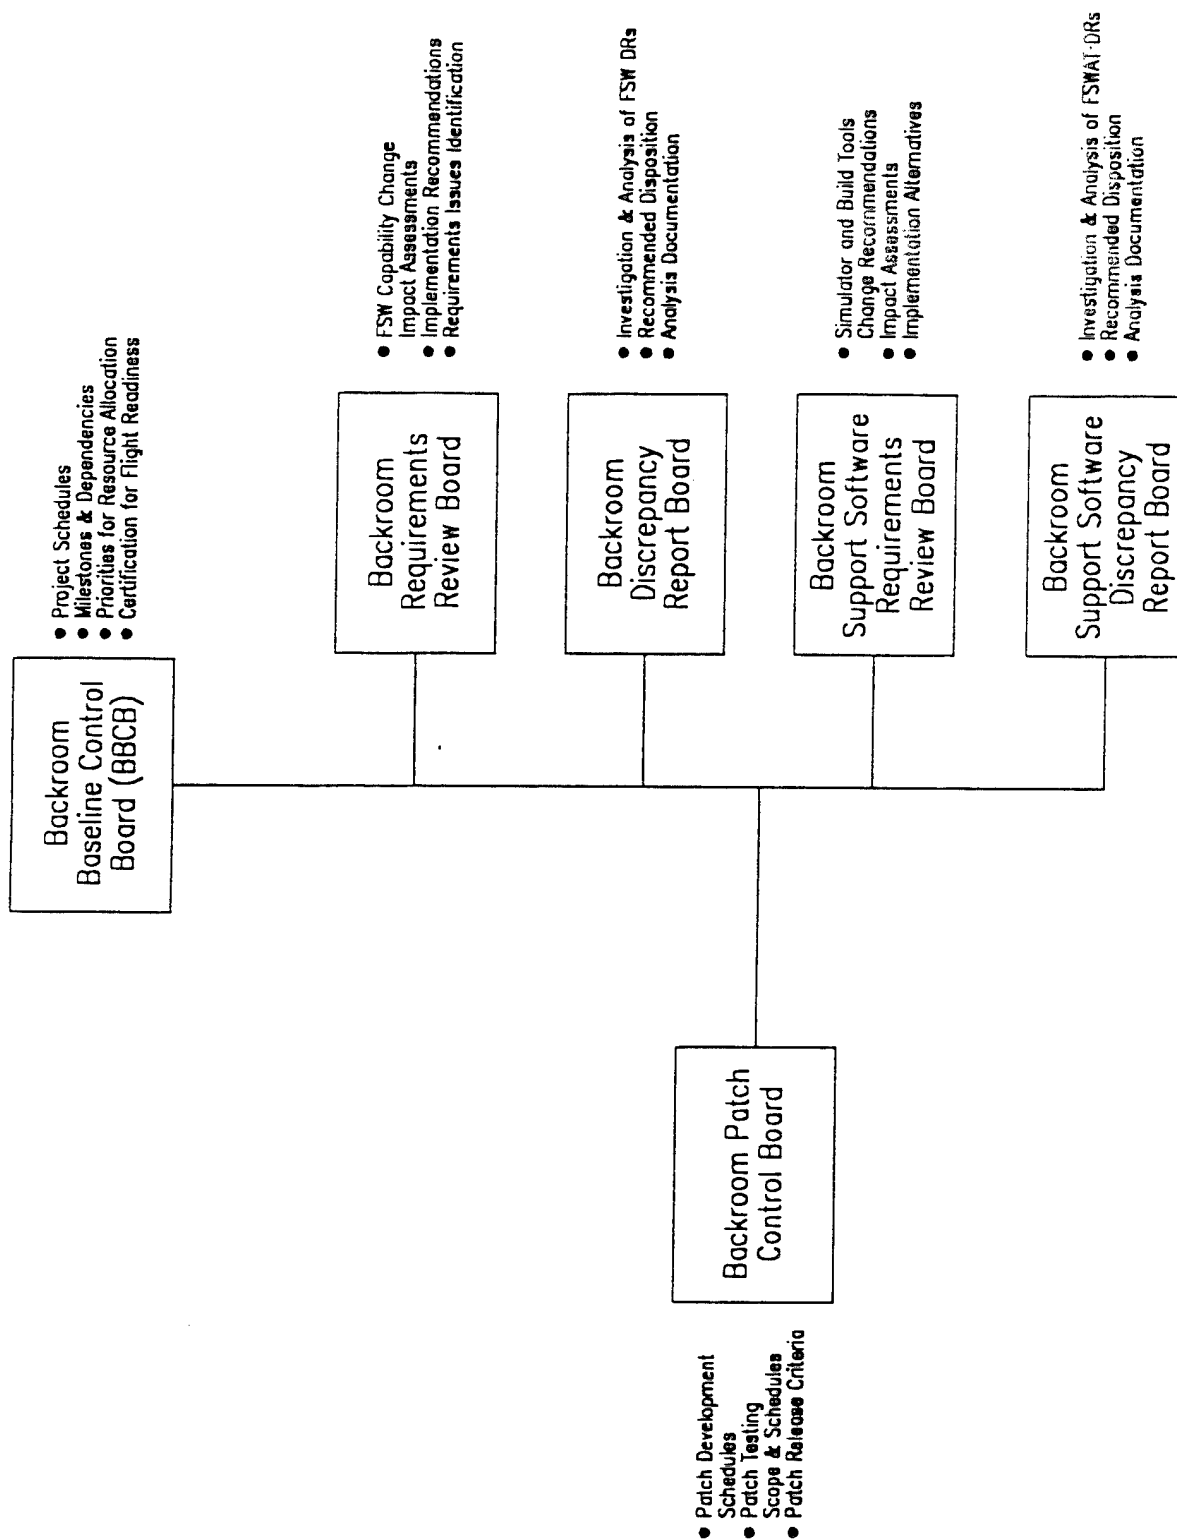 Backroom
Baseline Control
Board (BBCB)
● Project Schedules
● Milestones & Dependencies
● Priorities for Resource Allocation
● Certification for Flight Readiness
Backroom
Requirements
Review Board
● FSW Capability Change
Impact Assessments
● Implementation Recommendations
● Requirements Issues Identification
Backroom
Discrepancy
Report Board
● Investigation & Analysis of FSW DRs
● Recommended Disposition
● Analysis Documentation
● Patch Development
Schedules
● Patch Testing
Scope & Schedules
● Patch Release Criteria
Backroom Patch
Control Board
Backroom
Support Software
Requirements
Review Board
● Simulator and Build Tools
Change Recommendations
● Impact Assessments
● Implementation Alternatives
Backroom
Support Software
Discrepancy
Report Board
● Investigation & Analysis of FSWAT-DRs
● Recommended Disposition
● Analysis Documentation